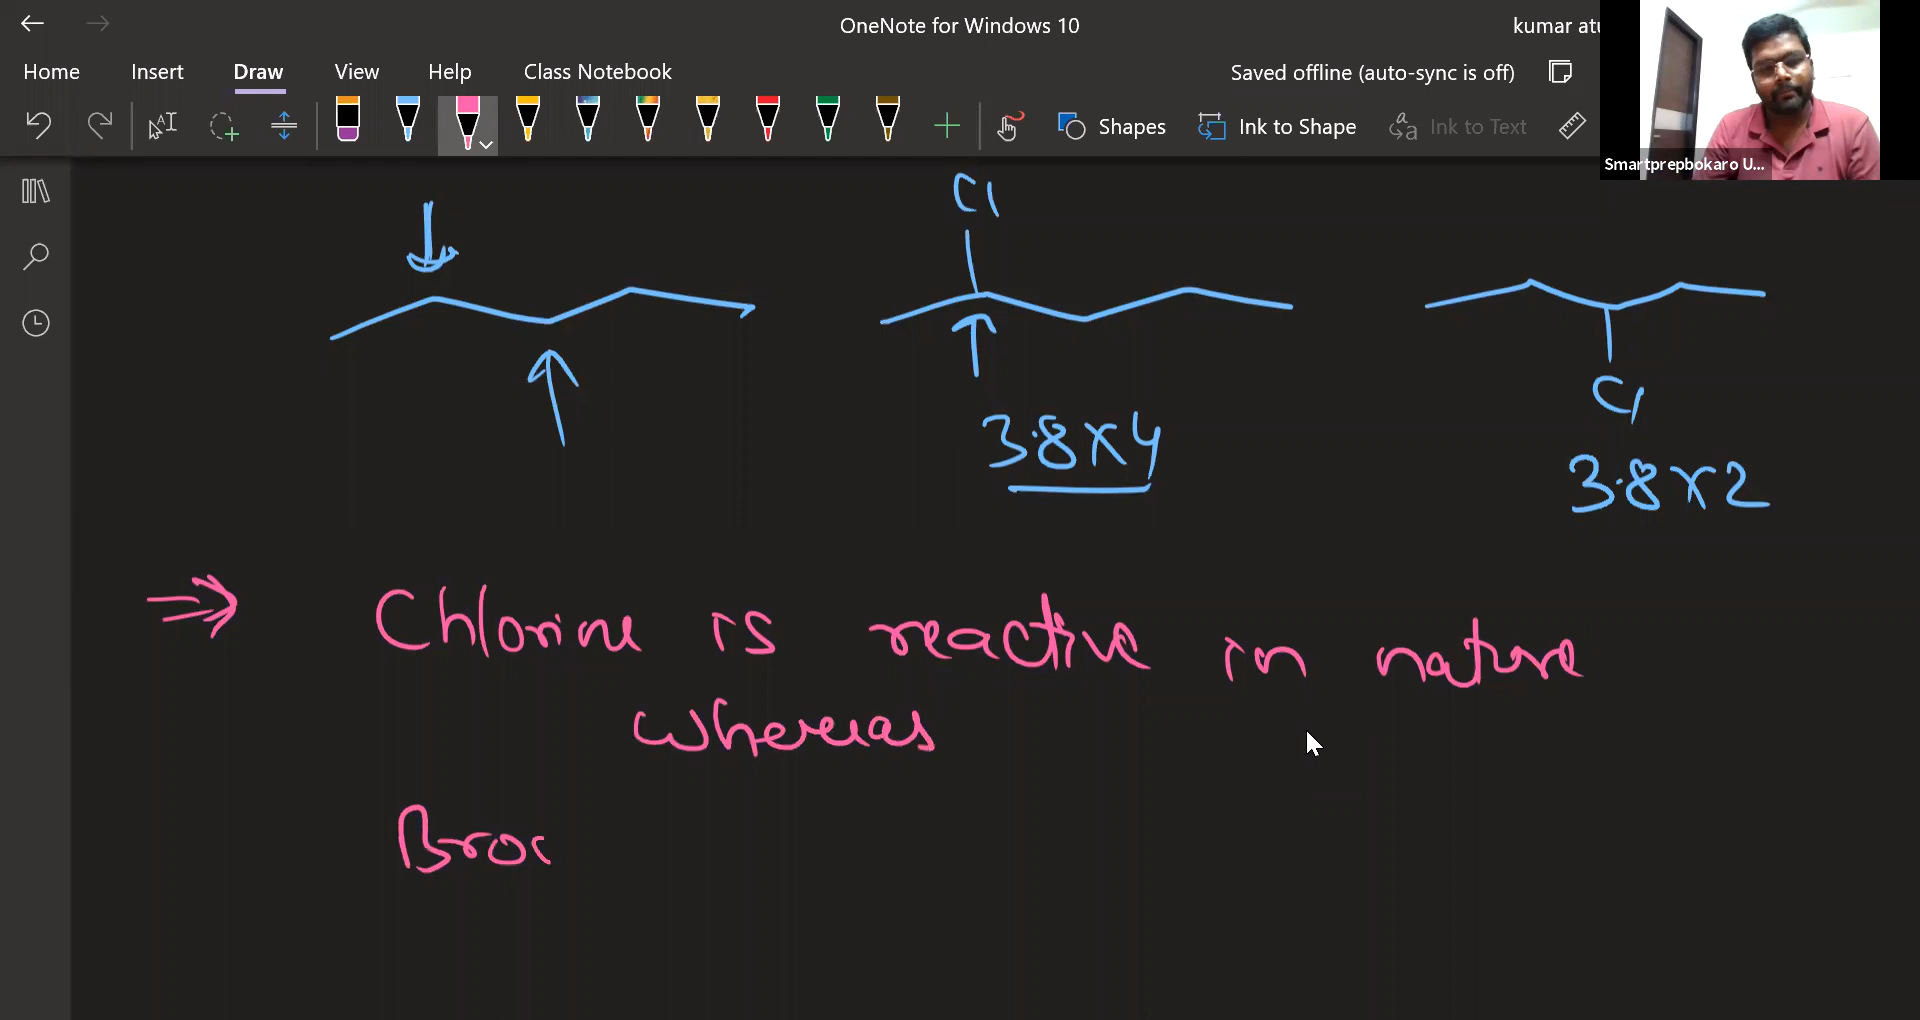 OneNote for Windows 10
kumar atu
Home Insert Draw View Help Class Notebook
Saved offline (auto-sync is off)
Shapes Ink to Shape Ink to Text
Smartprepbokaro U...
Cl
Cl
3.8x4
3.8x2
⇒ Chlorine is reactive in nature
whereas
Bro